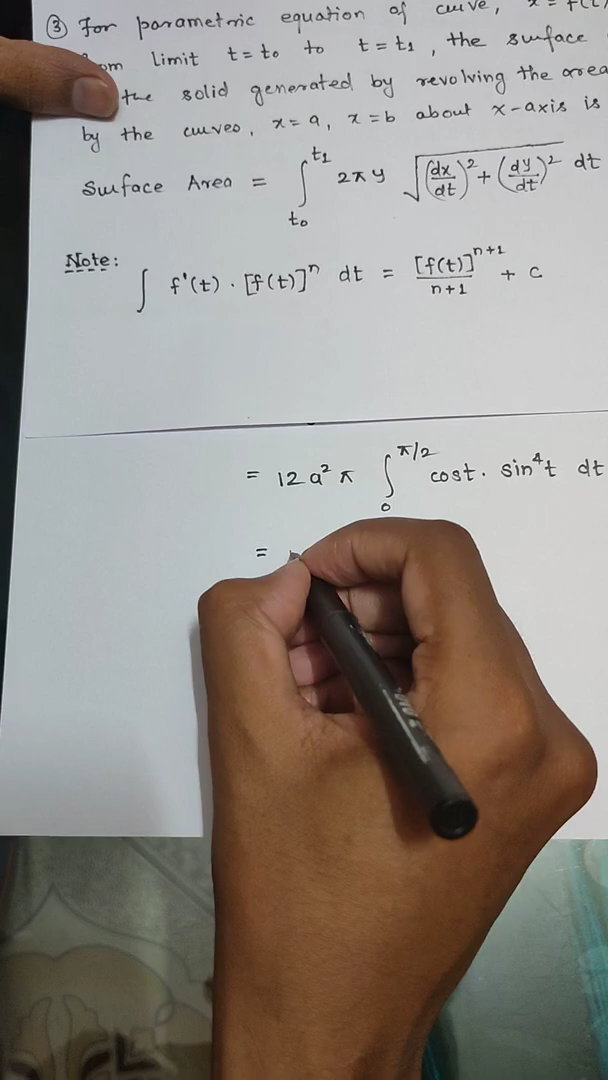 ③ For parametric equation of curve, x = f(t)
om limit t = t₀ to t = t₁, the surface
the solid generated by revolving the area
by the curves, x = a, x = b about x-axis is
Surface Area = ∫_{t₀}^{t₁} 2πy √((dx/dt)² + (dy/dt)²) dt
Note:
∫ f'(t) · [f(t)]ⁿ dt = [f(t)]ⁿ⁺¹/(n+1) + c
= 12a²π ∫₀^{π/2} cost. sin⁴t dt
=